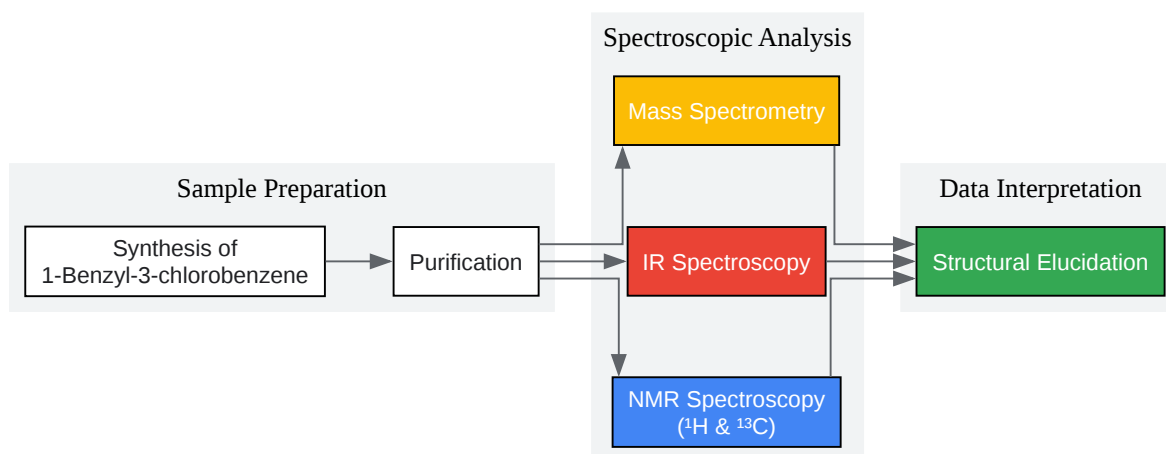 Sample Preparation
Synthesis of
1-Benzyl-3-chlorobenzene
Purification
Spectroscopic Analysis
Mass Spectrometry
IR Spectroscopy
NMR Spectroscopy
(¹H & ¹³C)
Data Interpretation
Structural Elucidation